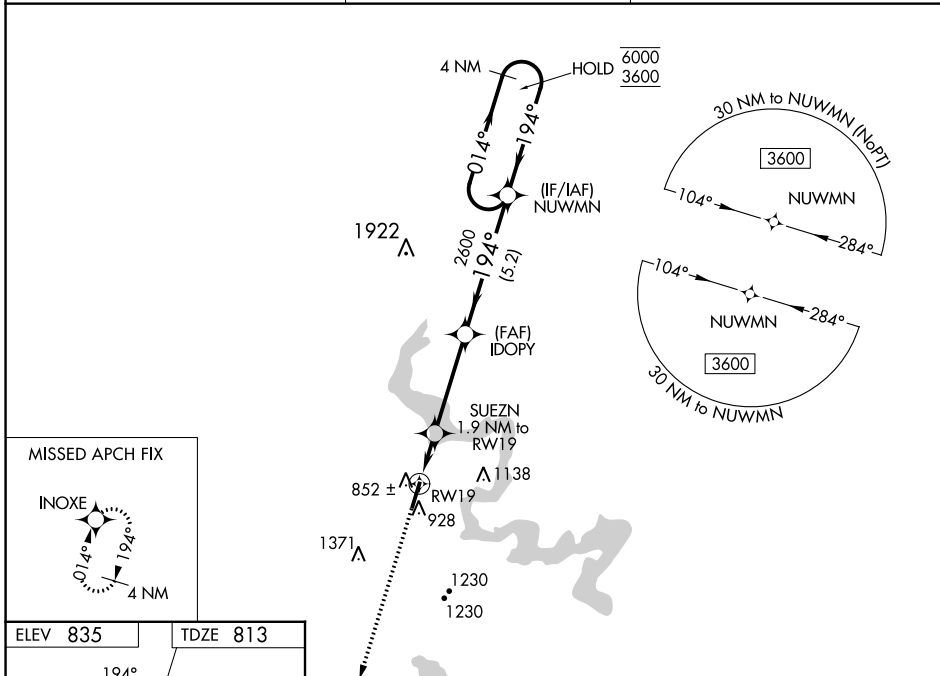 4 NM
HOLD
6000
3600
014°
194°
(IF/IAF)
NUWMN
1922
2600
194°
(5.2)
(FAF)
IDOPY
SUEZN
1.9 NM to
RW19
1138
852 ±
RW19
928
1371
1230
1230
30 NM to NUWMN (NoPT)
3600
NUWMN
104°
284°
104°
284°
NUWMN
3600
30 NM to NUWMN
MISSED APCH FIX
INOXE
014°
194°
4 NM
ELEV 835
TDZE 813
194°